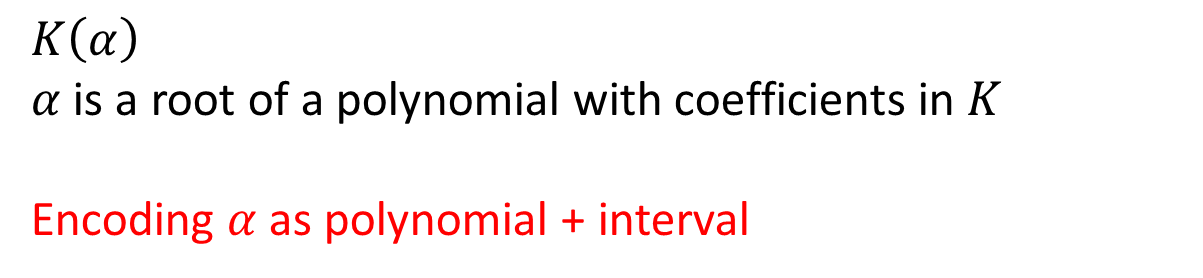 K(α)
α is a root of a polynomial with coefficients in K
Encoding α as polynomial + interval